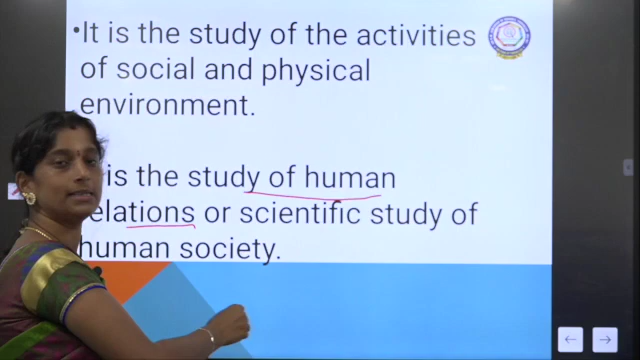 •It is the study of the activities
of social and physical
environment.
is the study of human
relations or scientific study of
human society.